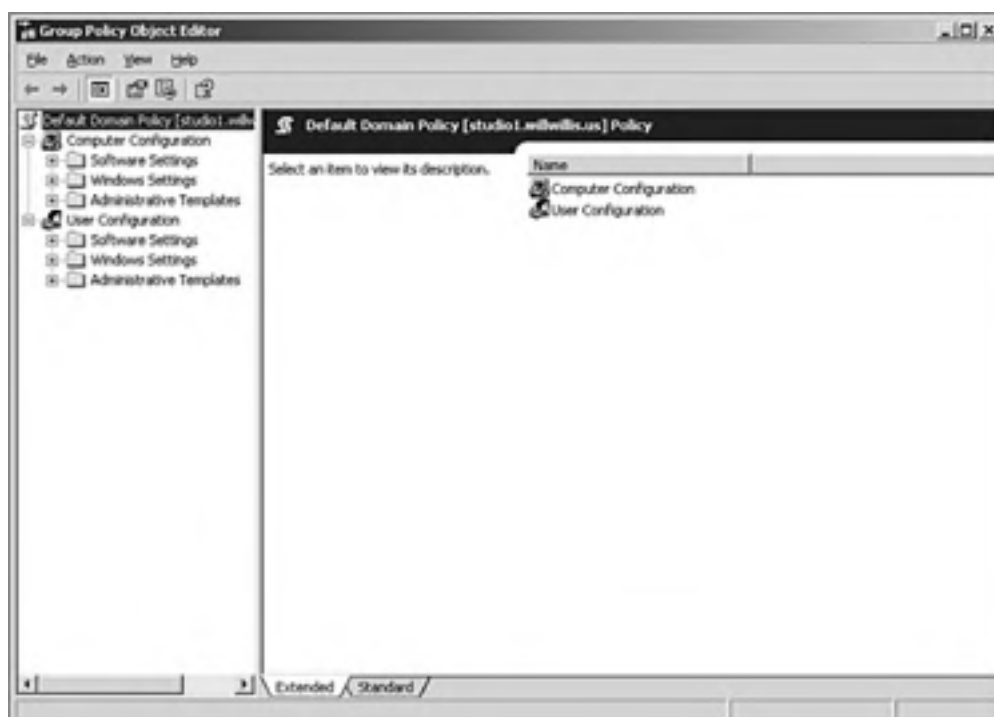 Group Policy Object Editor
File Action View Help
Default Domain Policy [studio1.willw
Computer Configuration
Software Settings
Windows Settings
Administrative Templates
User Configuration
Software Settings
Windows Settings
Administrative Templates
Default Domain Policy [studio1.willwillis.us] Policy
Select an item to view its description.
Name
Computer Configuration
User Configuration
Extended Standard